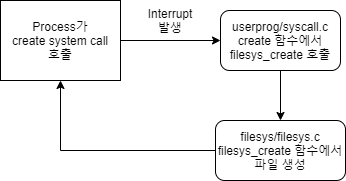 Process가
create system call
호출
Interrupt
발생
userprog/syscall.c
create 함수에서
filesys_create 호출
filesys/filesys.c
filesys_create 함수에서
파일 생성